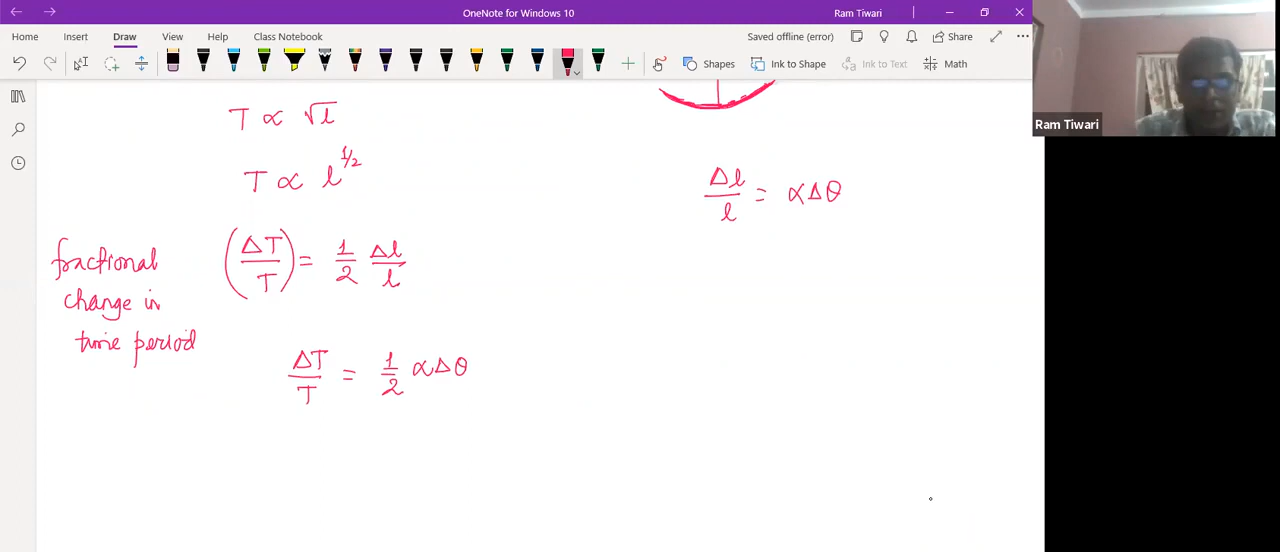 OneNote for Windows 10
Ram Tiwari
Home Insert Draw View Help Class Notebook
Saved offline (error)
Share
Shapes
Ink to Shape
Ink to Text
Math
Ram Tiwari
T ∝ √l
T ∝ l^1/2
Δl/l = αΔθ
fractional
change in
time period
(ΔT/T) = 1/2 Δl/l
ΔT/T = 1/2 αΔθ